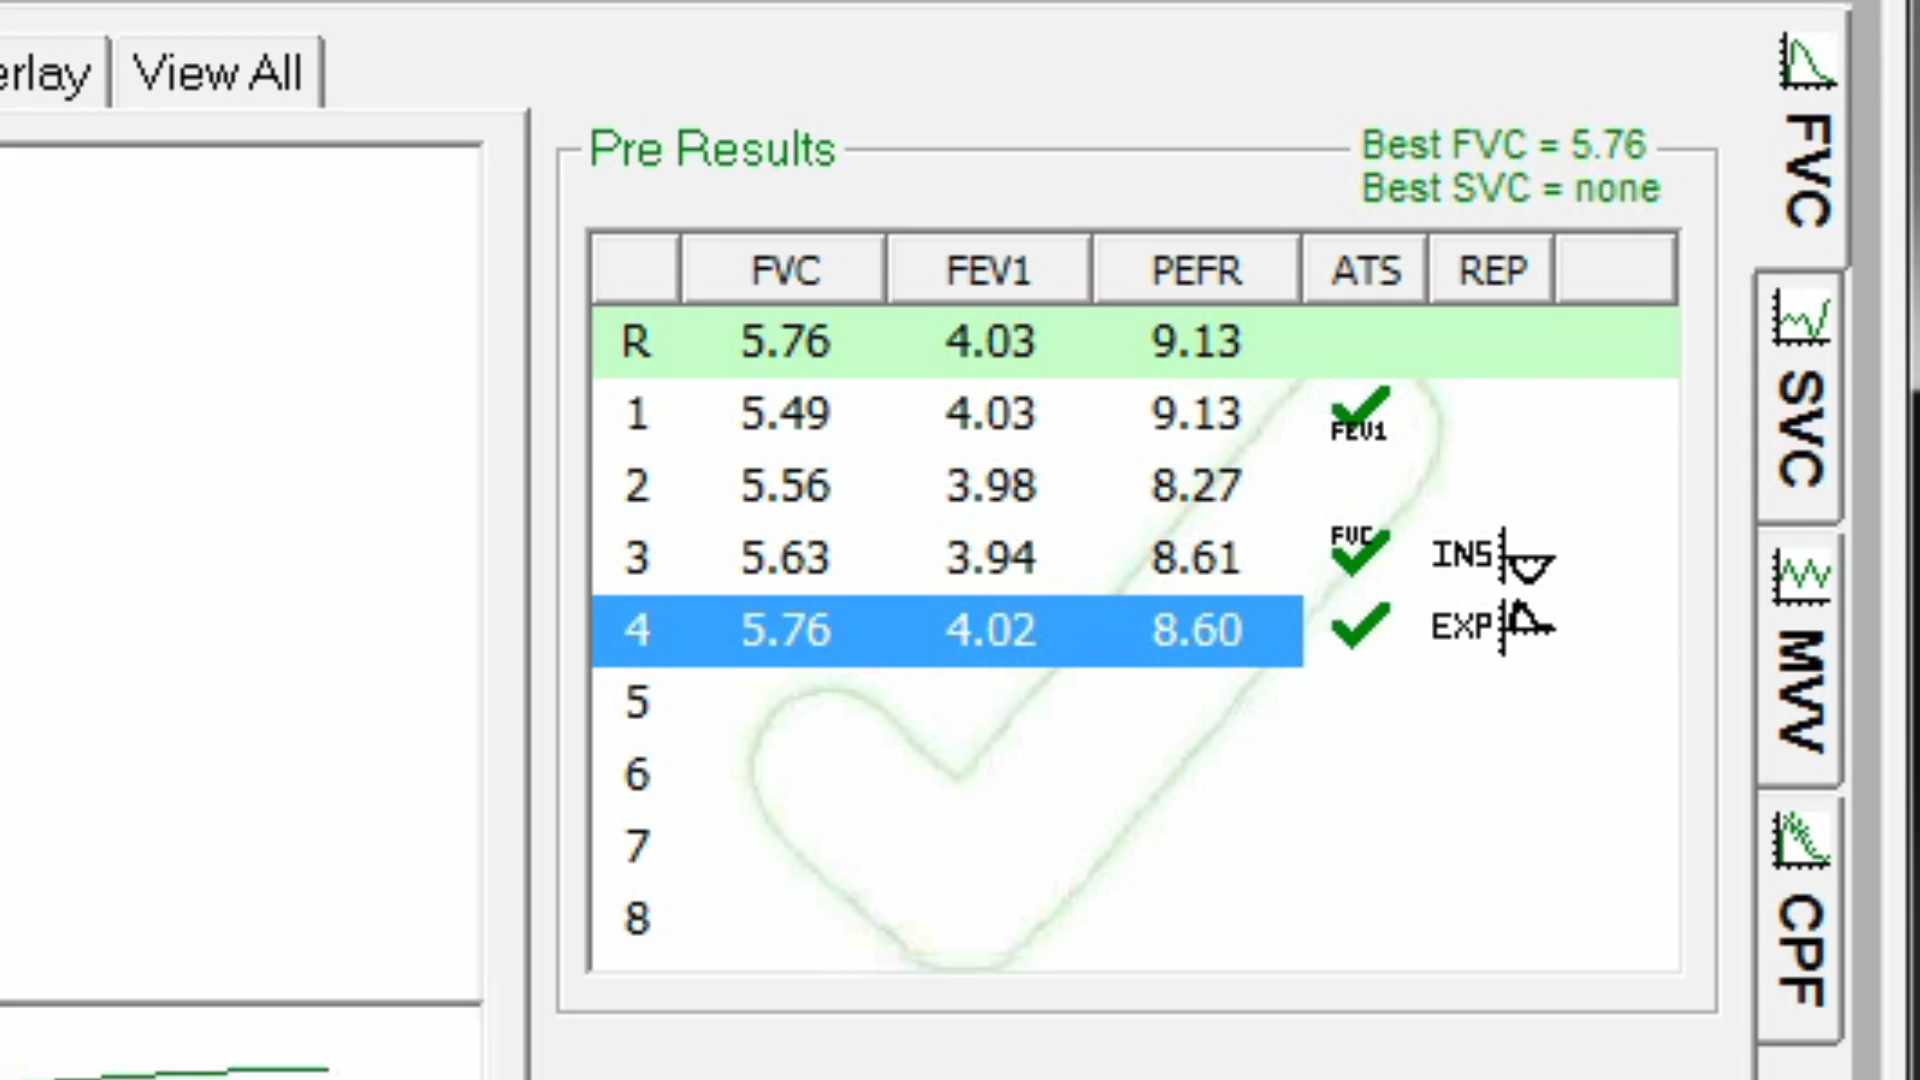 erlay View All
Pre Results
Best FVC = 5.76
Best SVC = none
FVC FEV1 PEFR ATS REP
R 5.76 4.03 9.13
1 5.49 4.03 9.13 FEV1
2 5.56 3.98 8.27
3 5.63 3.94 8.61 FVC INS
4 5.76 4.02 8.60 EXP
5
6
7
8
FVC
SVC
MVV
CPF